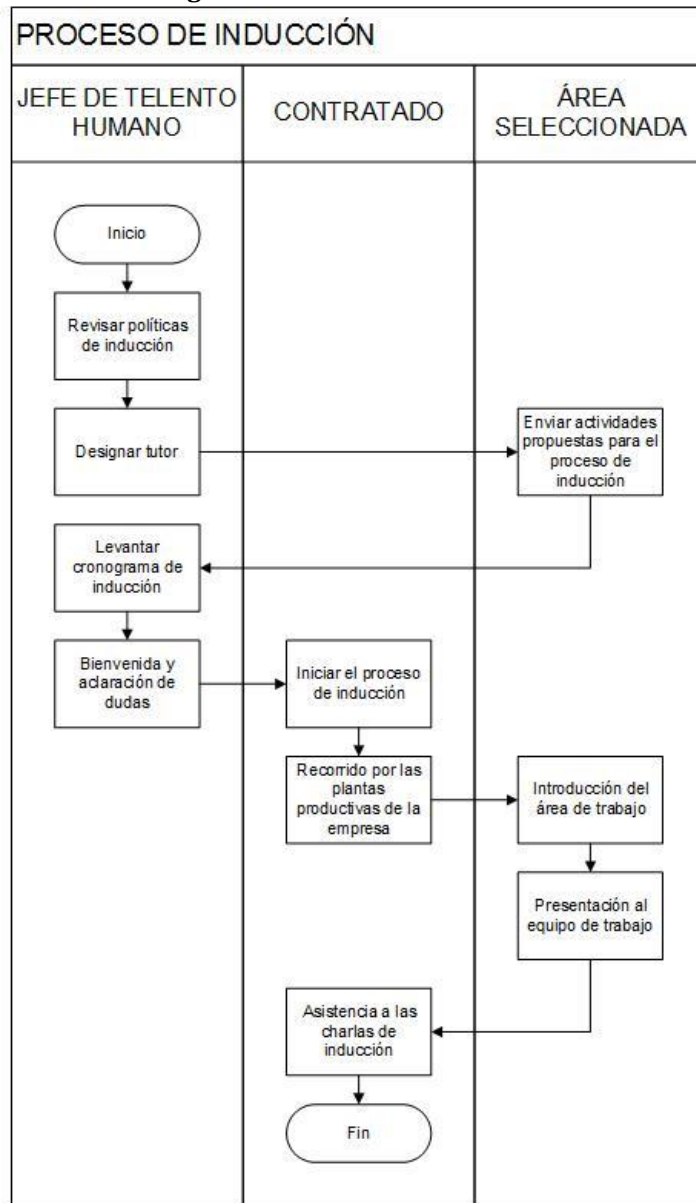 PROCESO DE INDUCCIÓN
JEFE DE TELENTO
HUMANO
CONTRATADO
ÁREA
SELECCIONADA
Inicio
Revisar políticas
de inducción
Designar tutor
Enviar actividades
propuestas para el
proceso de
inducción
Levantar
cronograma de
inducción
Bienvenida y
aclaración de
dudas
Iniciar el proceso
de inducción
Recorrido por las
plantas
productivas de la
empresa
Introducción del
área de trabajo
Presentación al
equipo de trabajo
Asistencia a las
charlas de
inducción
Fin